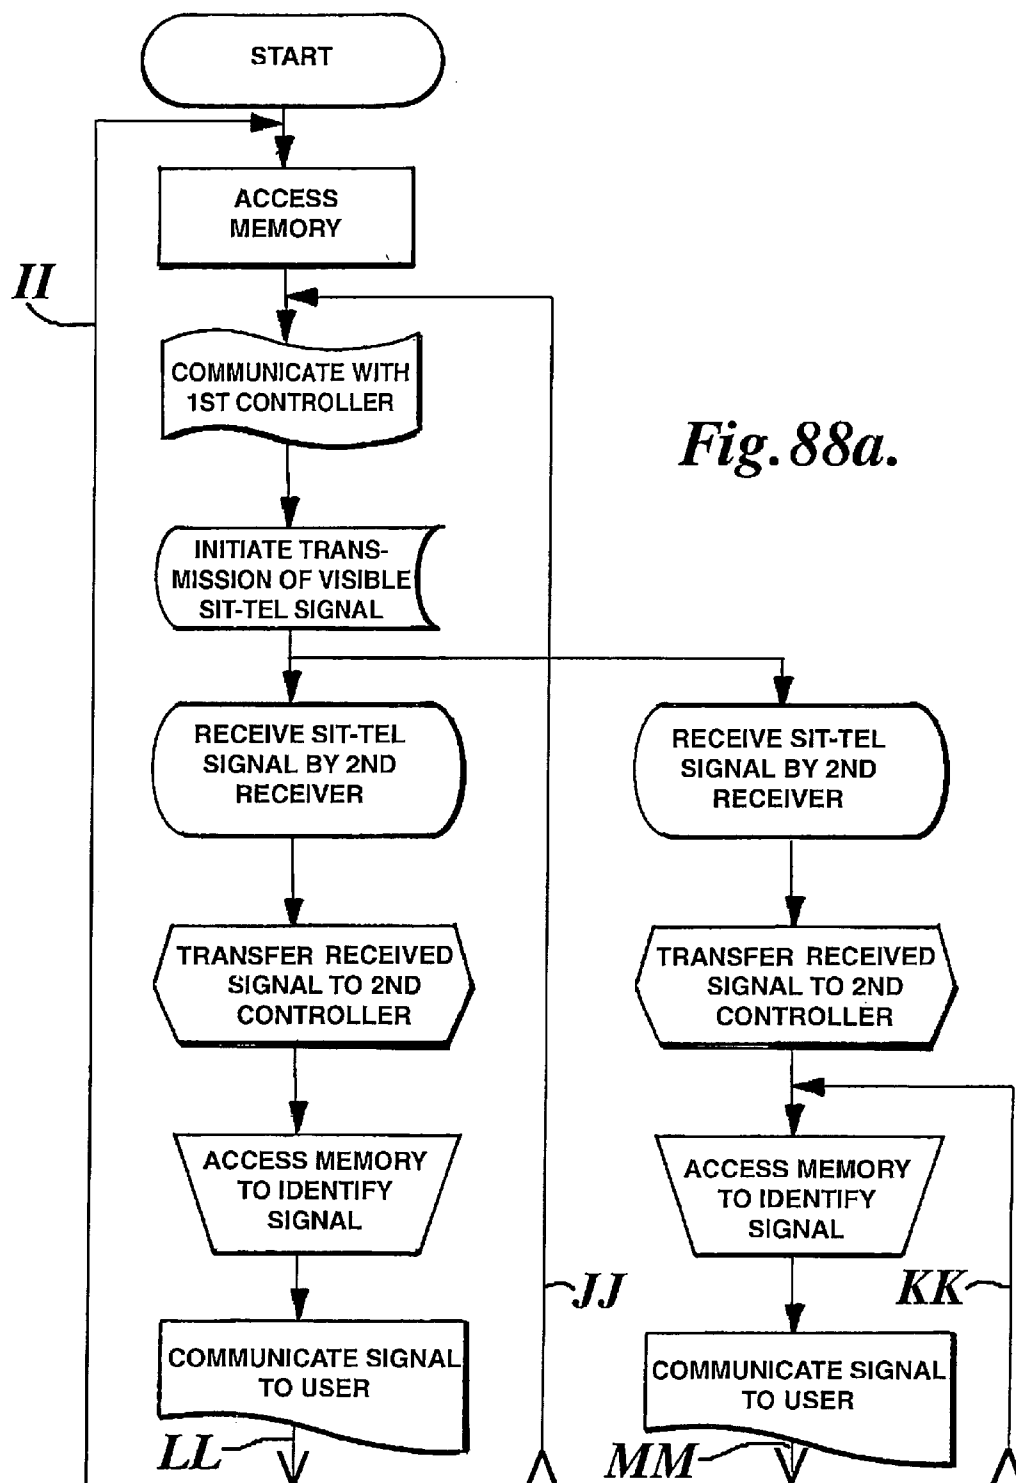 START
ACCESS
MEMORY
II
COMMUNICATE WITH
1ST CONTROLLER
Fig. 88a.
INITIATE TRANS-
MISSION OF VISIBLE
SIT-TEL SIGNAL
RECEIVE SIT-TEL
SIGNAL BY 2ND
RECEIVER
RECEIVE SIT-TEL
SIGNAL BY 2ND
RECEIVER
TRANSFER RECEIVED
SIGNAL TO 2ND
CONTROLLER
TRANSFER RECEIVED
SIGNAL TO 2ND
CONTROLLER
ACCESS MEMORY
TO IDENTIFY
SIGNAL
ACCESS MEMORY
TO IDENTIFY
SIGNAL
JJ
KK
COMMUNICATE SIGNAL
TO USER
COMMUNICATE SIGNAL
TO USER
LL
MM